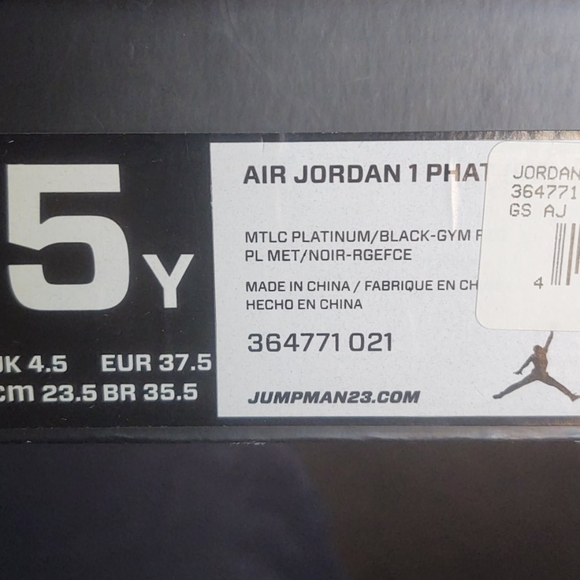 5Y
UK 4.5 EUR 37.5
cm 23.5 BR 35.5
AIR JORDAN 1 PHAT
MTLC PLATINUM/BLACK-GYM
PL MET/NOIR-RGEFCE
MADE IN CHINA / FABRIQUE EN
HECHO EN CHINA
364771 021
JUMPMAN23.COM
JORDAN
364771
GS AJ
4